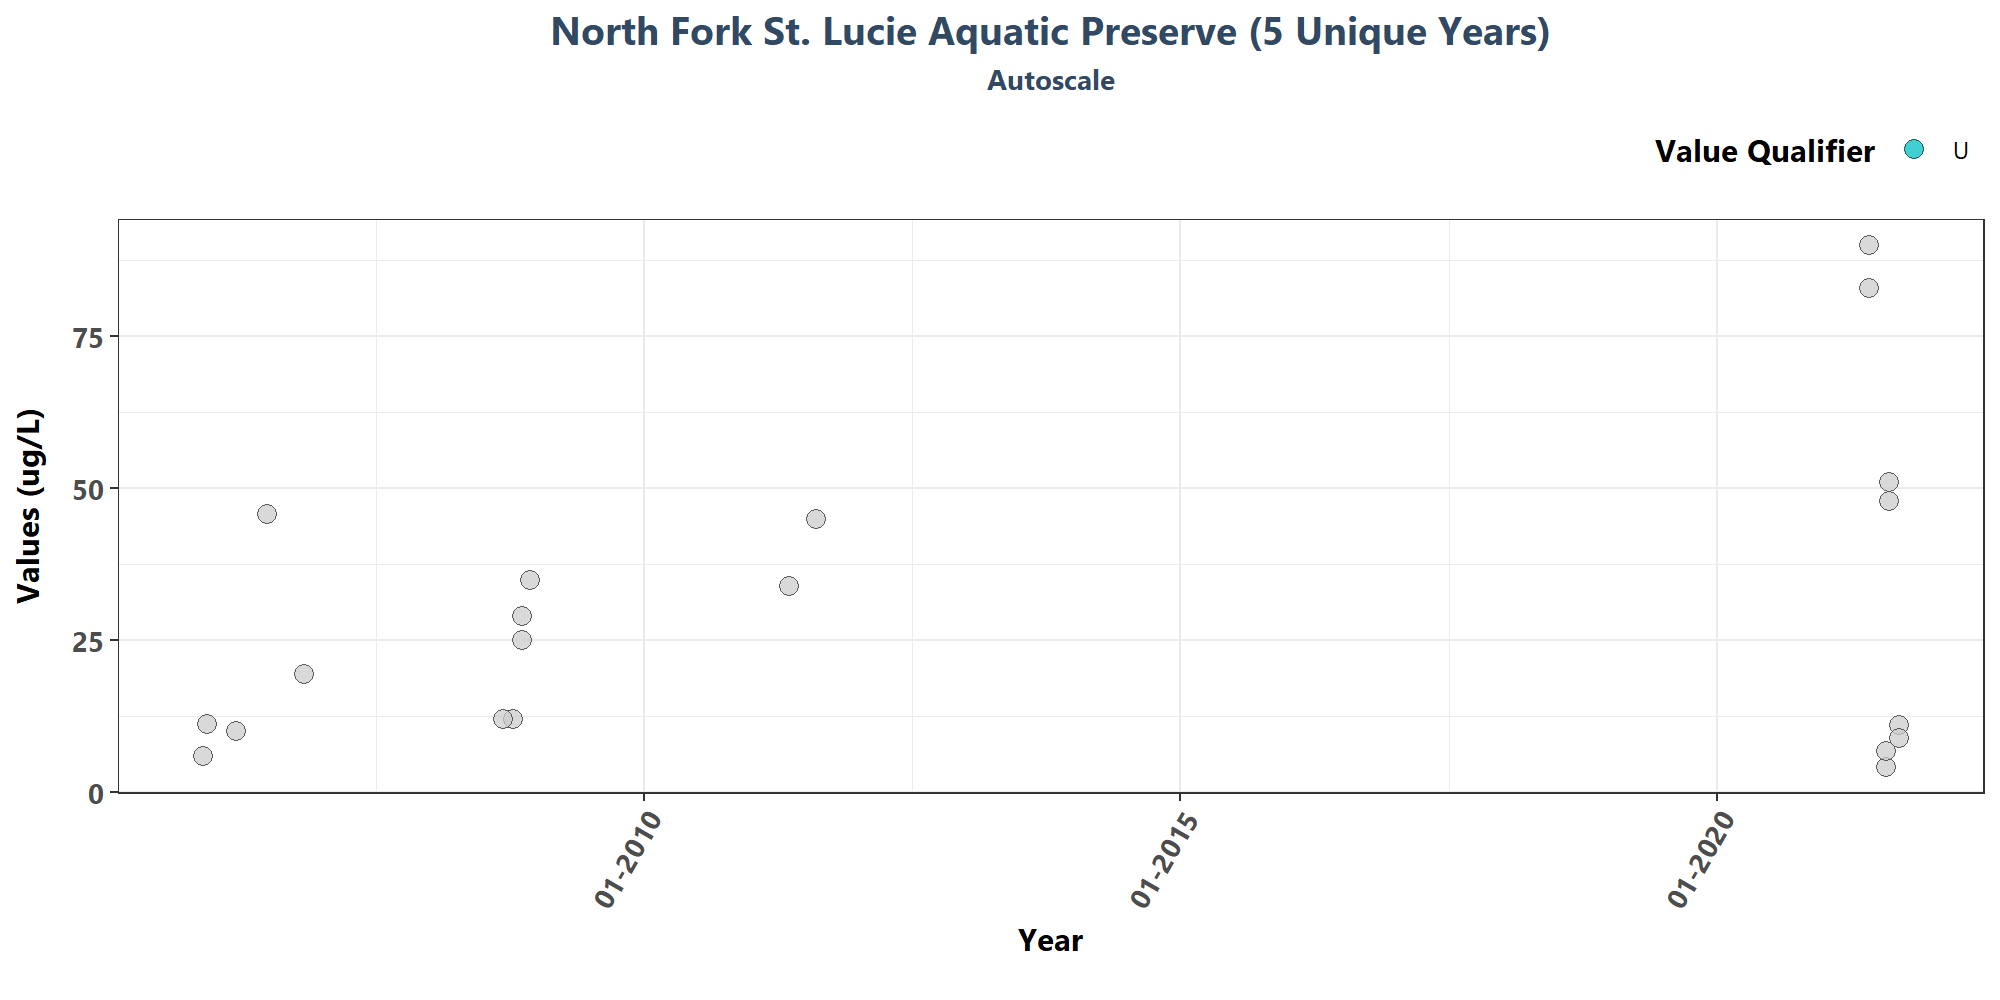 North Fork St. Lucie Aquatic Preserve (5 Unique Years)
Autoscale
Value Qualifier U
Values (ug/L)
75
50
25
0
01-2010
01-2015
01-2020
Year